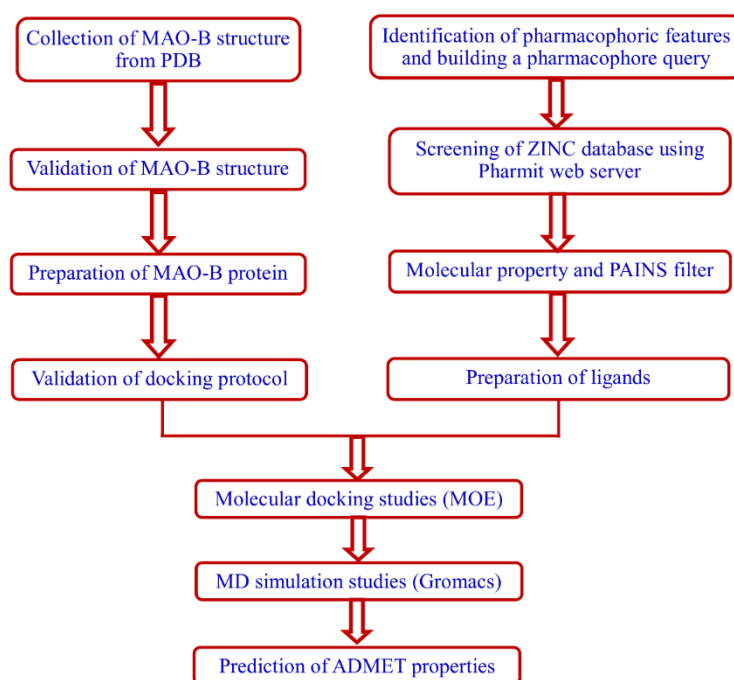 Collection of MAO-B structure
from PDB
Validation of MAO-B structure
Preparation of MAO-B protein
Validation of docking protocol
Identification of pharmacophoric features
and building a pharmacophore query
Screening of ZINC database using
Pharmit web server
Molecular property and PAINS filter
Preparation of ligands
Molecular docking studies (MOE)
MD simulation studies (Gromacs)
Prediction of ADMET properties